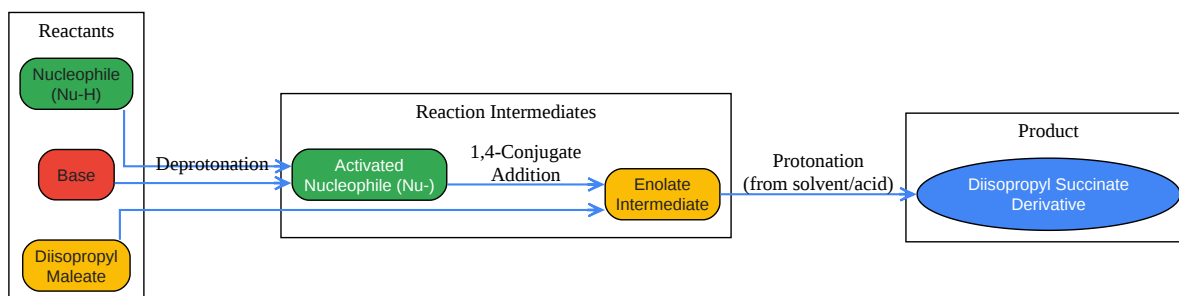 Reactants
Nucleophile
(Nu-H)
Base
Diisopropyl
Maleate
Deprotonation
Reaction Intermediates
Activated
Nucleophile (Nu-)
1,4-Conjugate
Addition
Enolate
Intermediate
Protonation
(from solvent/acid)
Product
Diisopropyl Succinate
Derivative